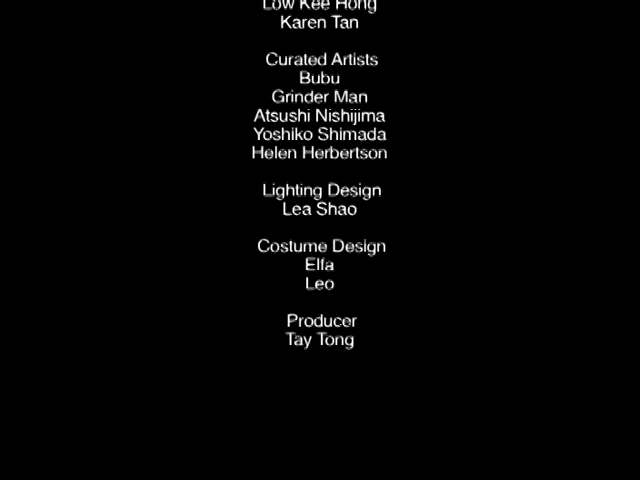 Low Kee Hong
Karen Tan
Curated Artists
Bubu
Grinder Man
Atsushi Nishijima
Yoshiko Shimada
Helen Herbertson
Lighting Design
Lea Shao
Costume Design
Elfa
Leo
Producer
Tay Tong